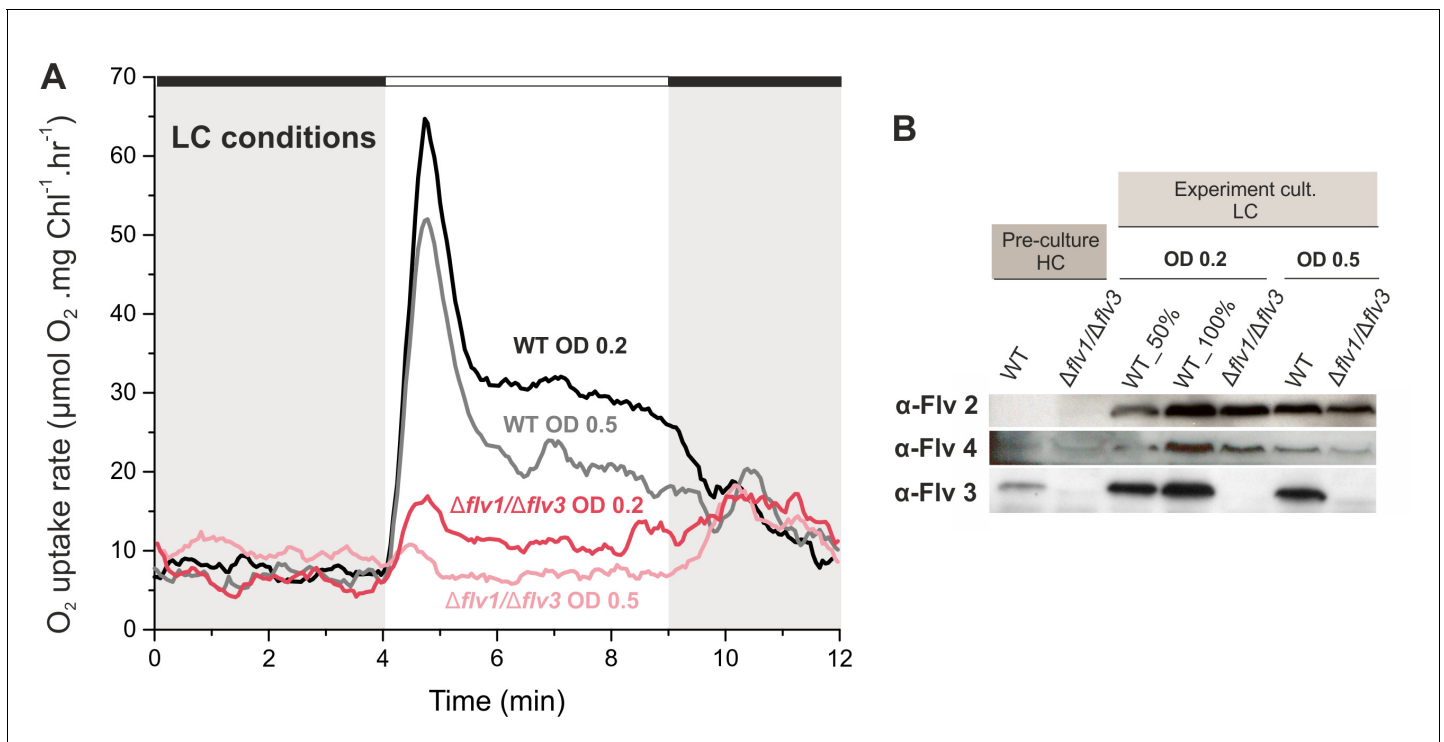 A
70
60
50
40
30
20
10
0
O₂ uptake rate (µmol O₂ .mg Chl⁻¹.hr⁻¹)
LC conditions
WT OD 0.2
WT OD 0.5
Δflv1/Δflv3 OD 0.2
Δflv1/Δflv3 OD 0.5
0 2 4 6 8 10 12
Time (min)
B
Experiment cult.
LC
Pre-culture
HC
OD 0.2 OD 0.5
WT Δflv1/Δflv3 WT_50% WT_100% Δflv1/Δflv3 WT Δflv1/Δflv3
α-Flv 2
α-Flv 4
α-Flv 3